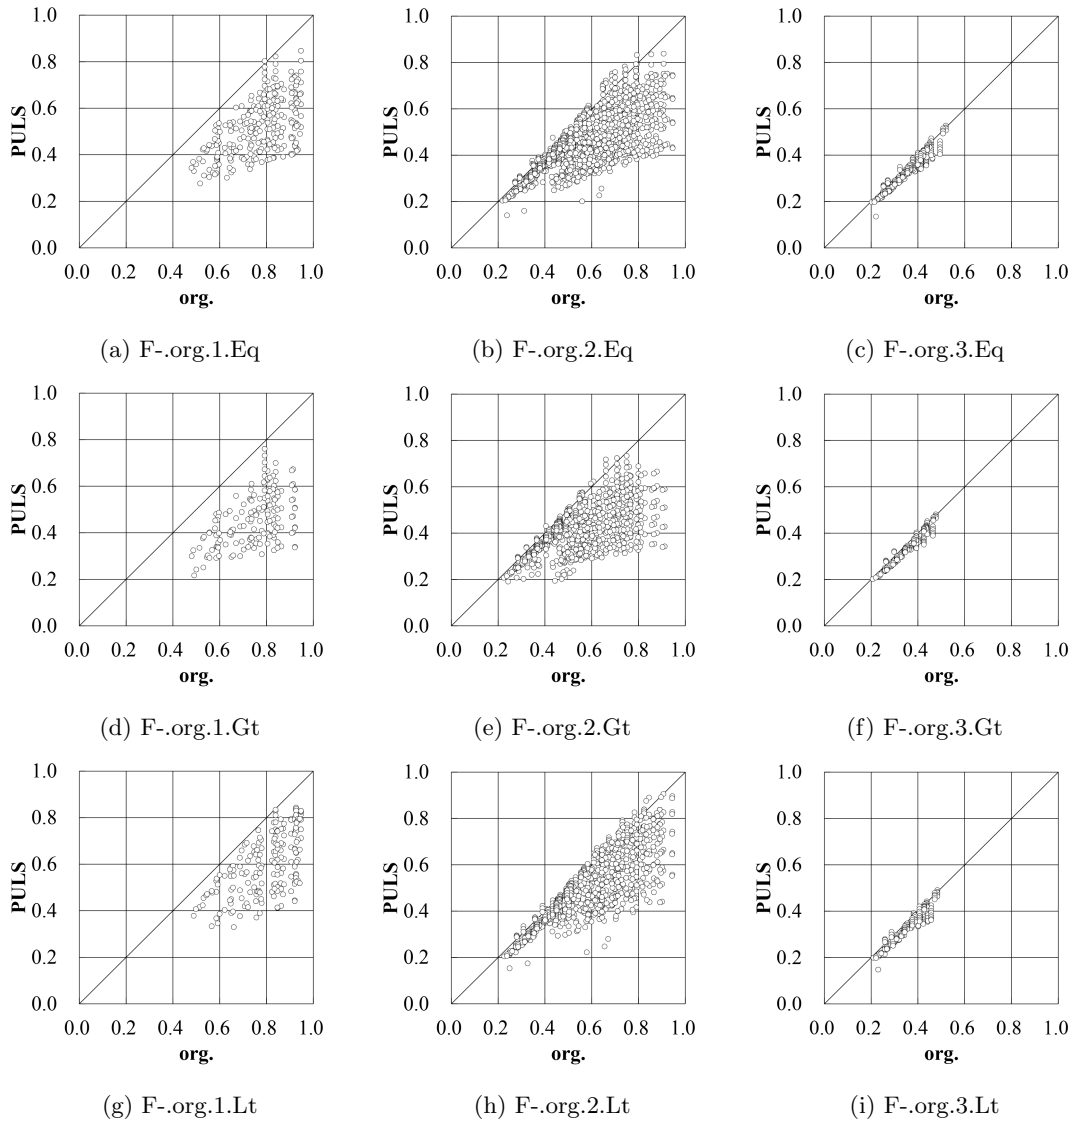 1.0 1.0 1.0
0.8 0.8 0.8
0.6 0.6 0.6
PULS PULS PULS
0.4 0.4 0.4
0.2 0.2 0.2
0.0 0.0 0.0
0.0 0.2 0.4 0.6 0.8 1.0 0.0 0.2 0.4 0.6 0.8 1.0 0.0 0.2 0.4 0.6 0.8 1.0
org. org. org.
(a) F-.org.1.Eq (b) F-.org.2.Eq (c) F-.org.3.Eq
1.0 1.0 1.0
0.8 0.8 0.8
0.6 0.6 0.6
PULS PULS PULS
0.4 0.4 0.4
0.2 0.2 0.2
0.0 0.0 0.0
0.0 0.2 0.4 0.6 0.8 1.0 0.0 0.2 0.4 0.6 0.8 1.0 0.0 0.2 0.4 0.6 0.8 1.0
org. org. org.
(d) F-.org.1.Gt (e) F-.org.2.Gt (f) F-.org.3.Gt
1.0 1.0 1.0
0.8 0.8 0.8
0.6 0.6 0.6
PULS PULS PULS
0.4 0.4 0.4
0.2 0.2 0.2
0.0 0.0 0.0
0.0 0.2 0.4 0.6 0.8 1.0 0.0 0.2 0.4 0.6 0.8 1.0 0.0 0.2 0.4 0.6 0.8 1.0
org. org. org.
(g) F-.org.1.Lt (h) F-.org.2.Lt (i) F-.org.3.Lt